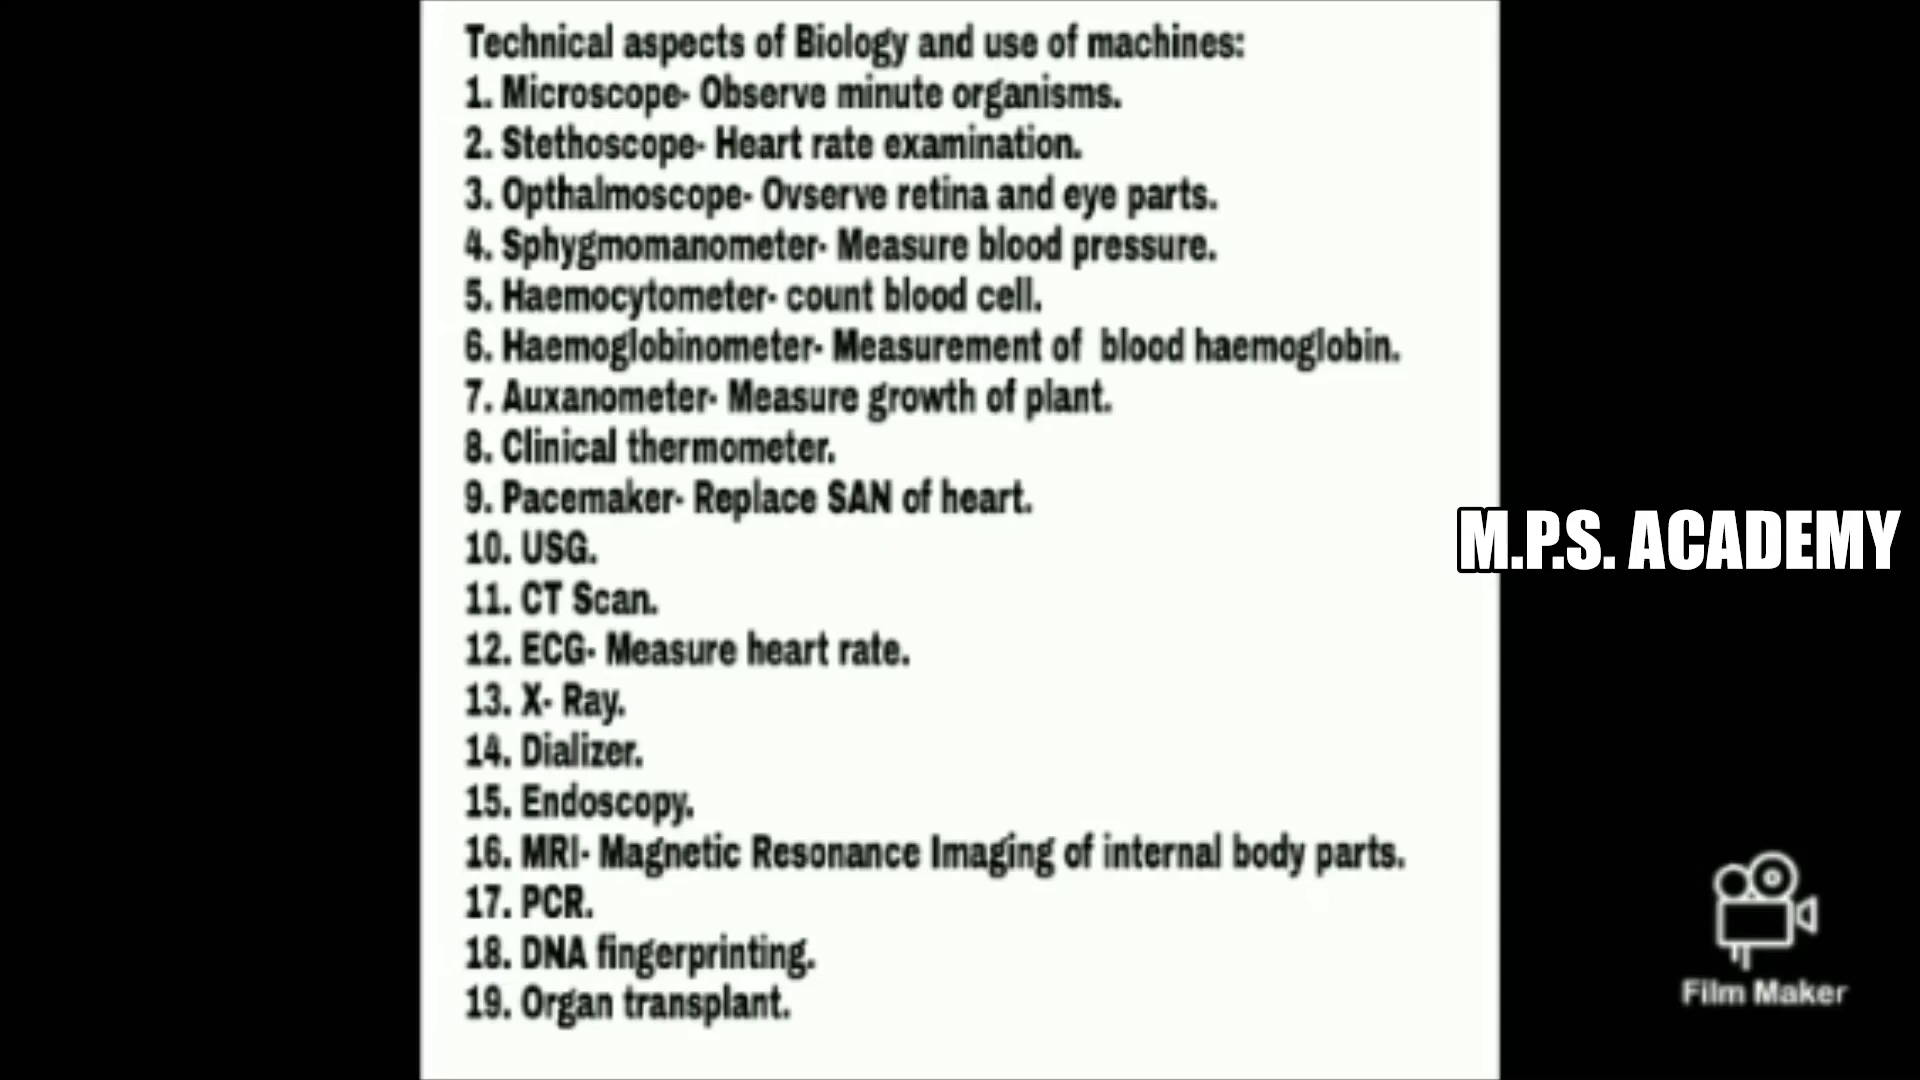 Technical aspects of Biology and use of machines:
1. Microscope- Observe minute organisms.
2. Stethoscope- Heart rate examination.
3. Opthalmoscope- Ovserve retina and eye parts.
4. Sphygmomanometer- Measure blood pressure.
5. Haemocytometer- count blood cell.
6. Haemoglobinometer- Measurement of  blood haemoglobin.
7. Auxanometer- Measure growth of plant.
8. Clinical thermometer.
9. Pacemaker- Replace SAN of heart.
10. USG.
11. CT Scan.
12. ECG- Measure heart rate.
13. X- Ray.
14. Dializer.
15. Endoscopy.
16. MRI- Magnetic Resonance Imaging of internal body parts.
17. PCR.
18. DNA fingerprinting.
19. Organ transplant.
M.P.S. ACADEMY
Film Maker